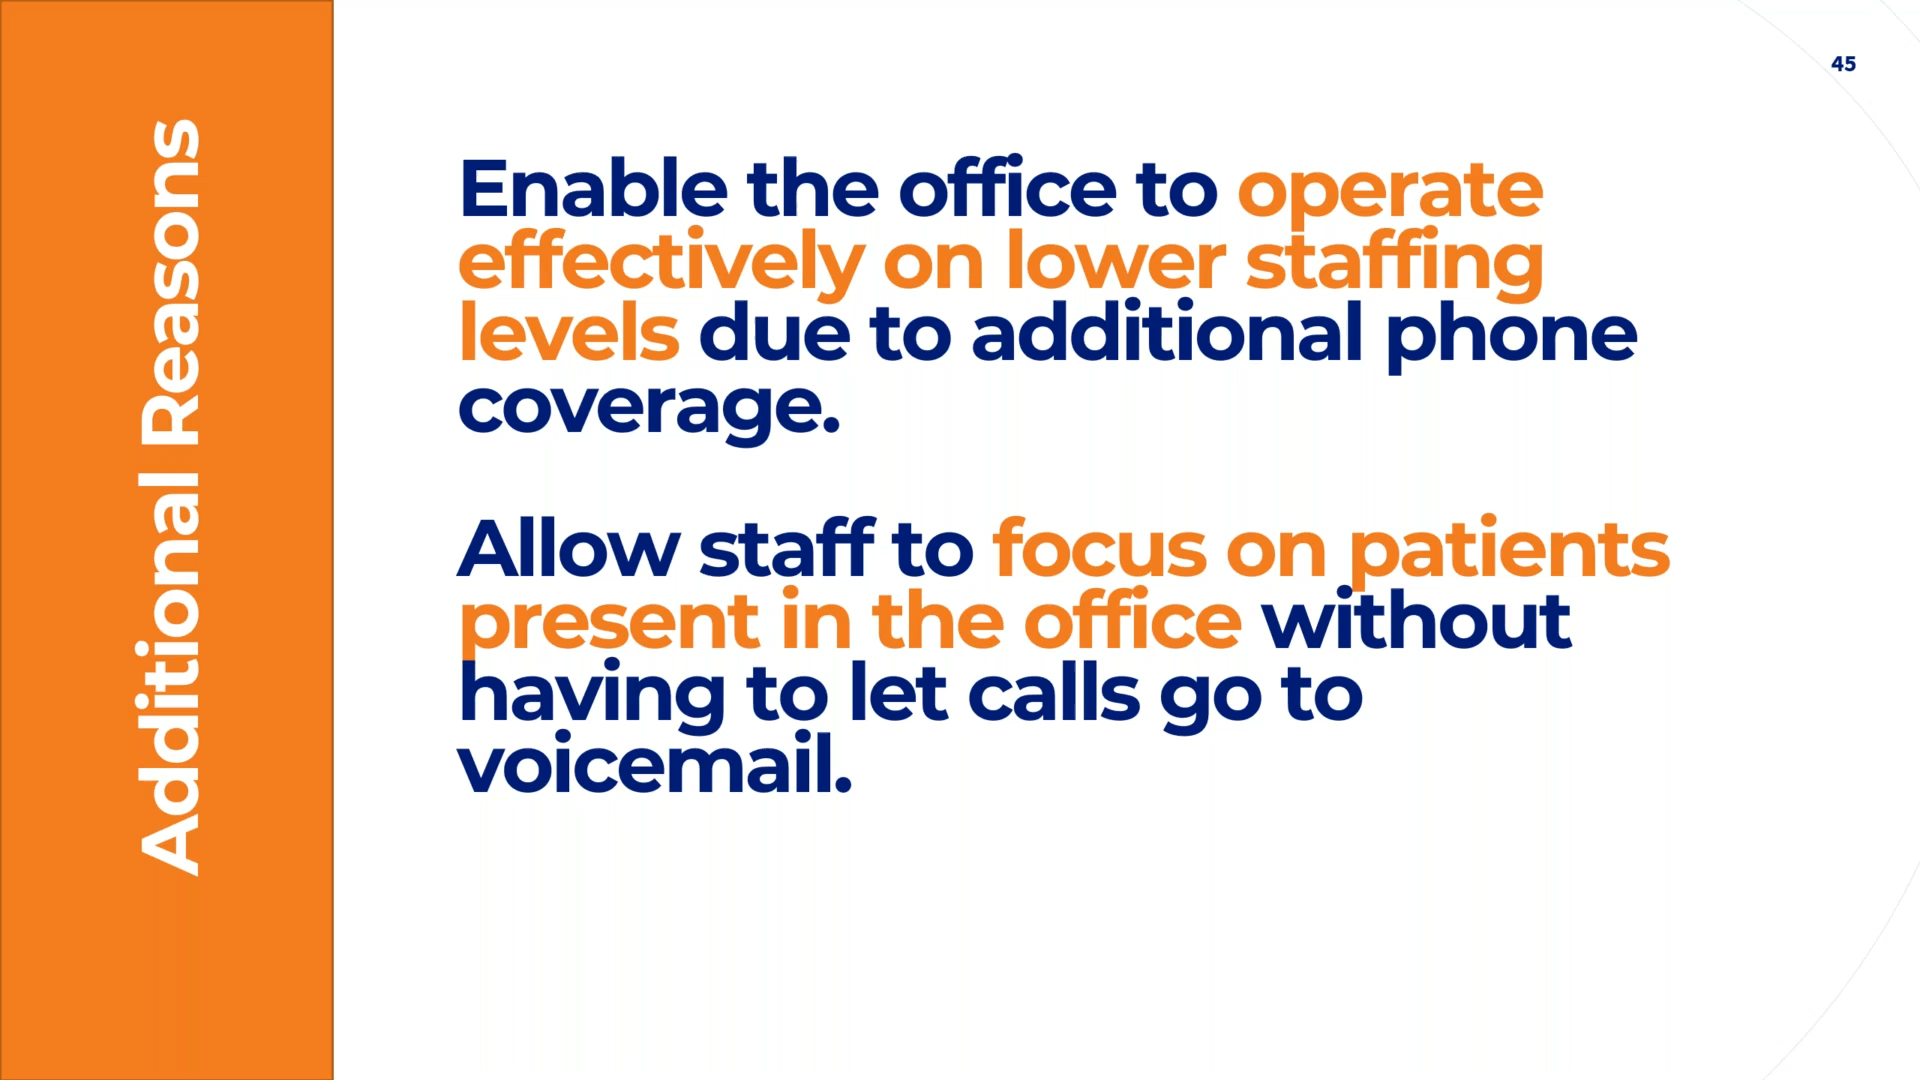 Additional Reasons
45
Enable the office to operate
effectively on lower staffing
levels due to additional phone
coverage.
Allow staff to focus on patients
present in the office without
having to let calls go to
voicemail.